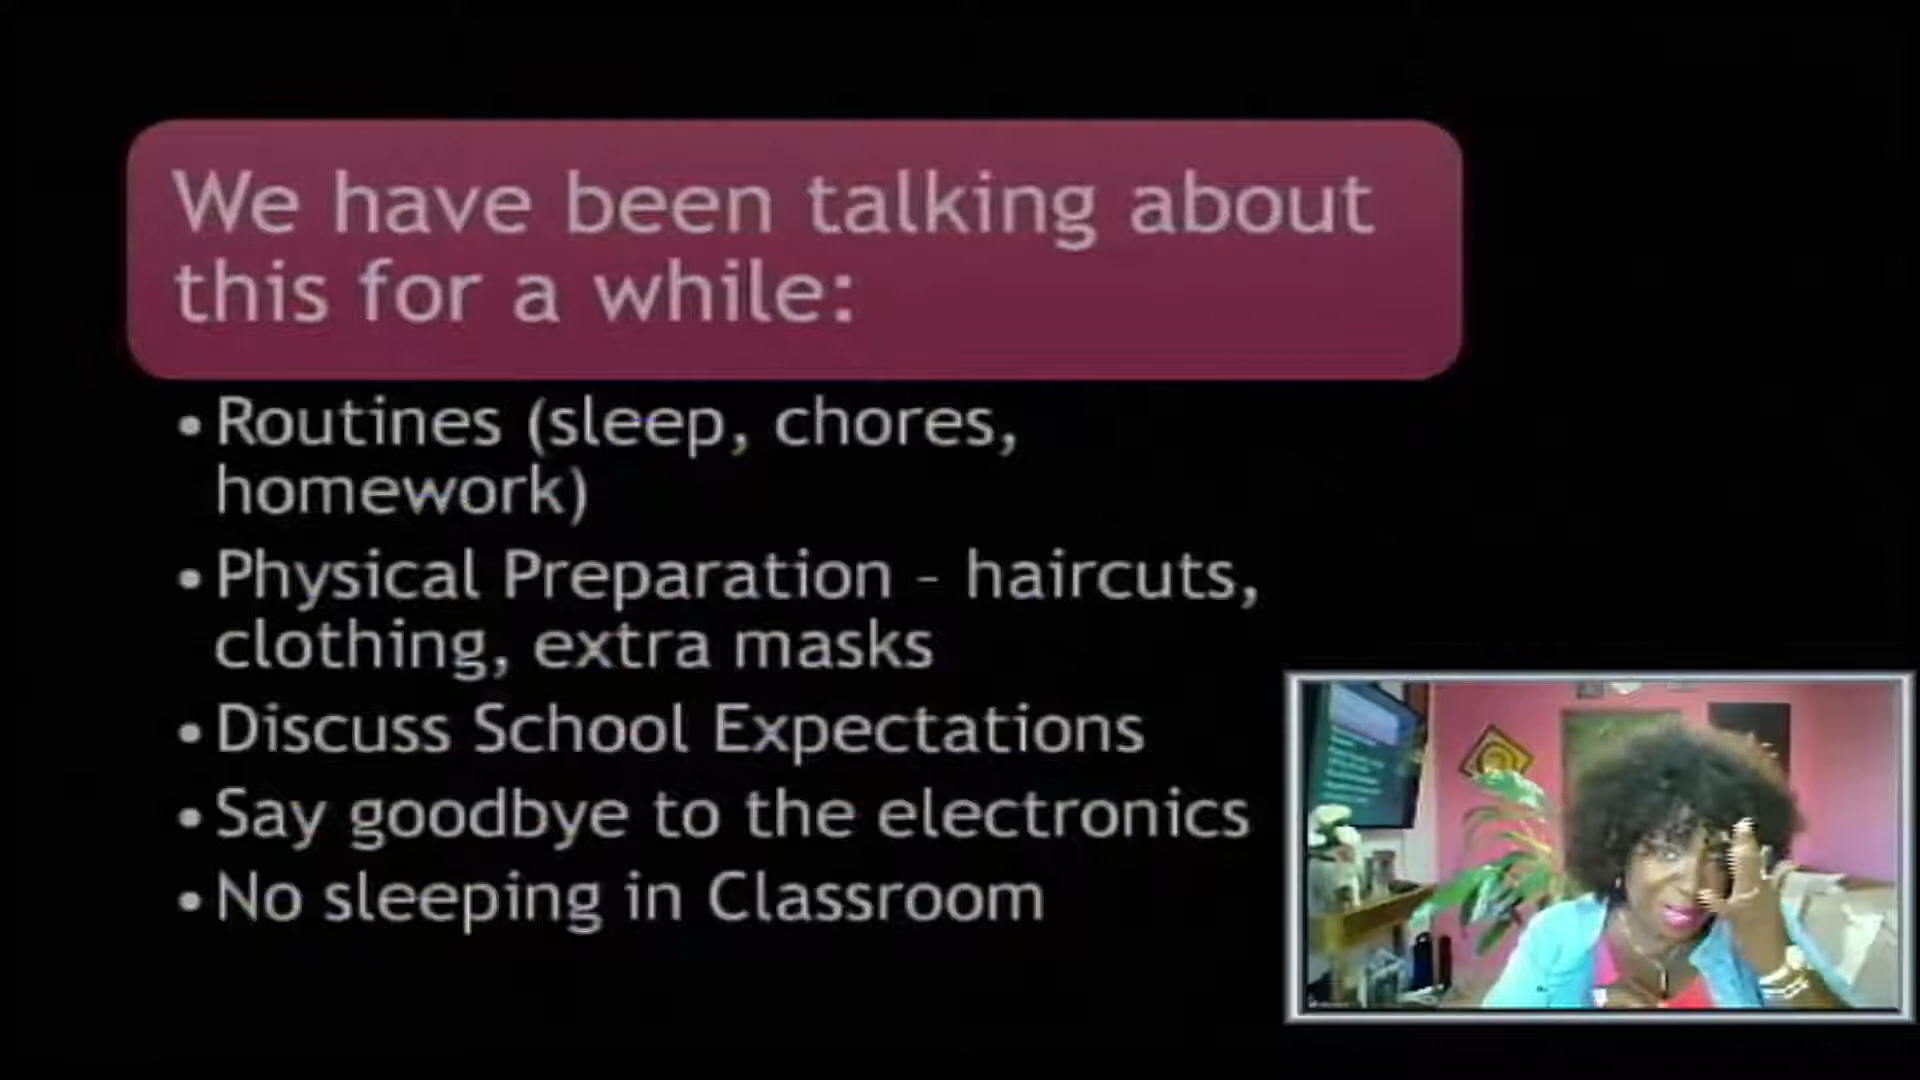 We have been talking about
this for a while:
•Routines (sleep, chores,
homework)
•Physical Preparation – haircuts,
clothing, extra masks
•Discuss School Expectations
•Say goodbye to the electronics
•No sleeping in Classroom